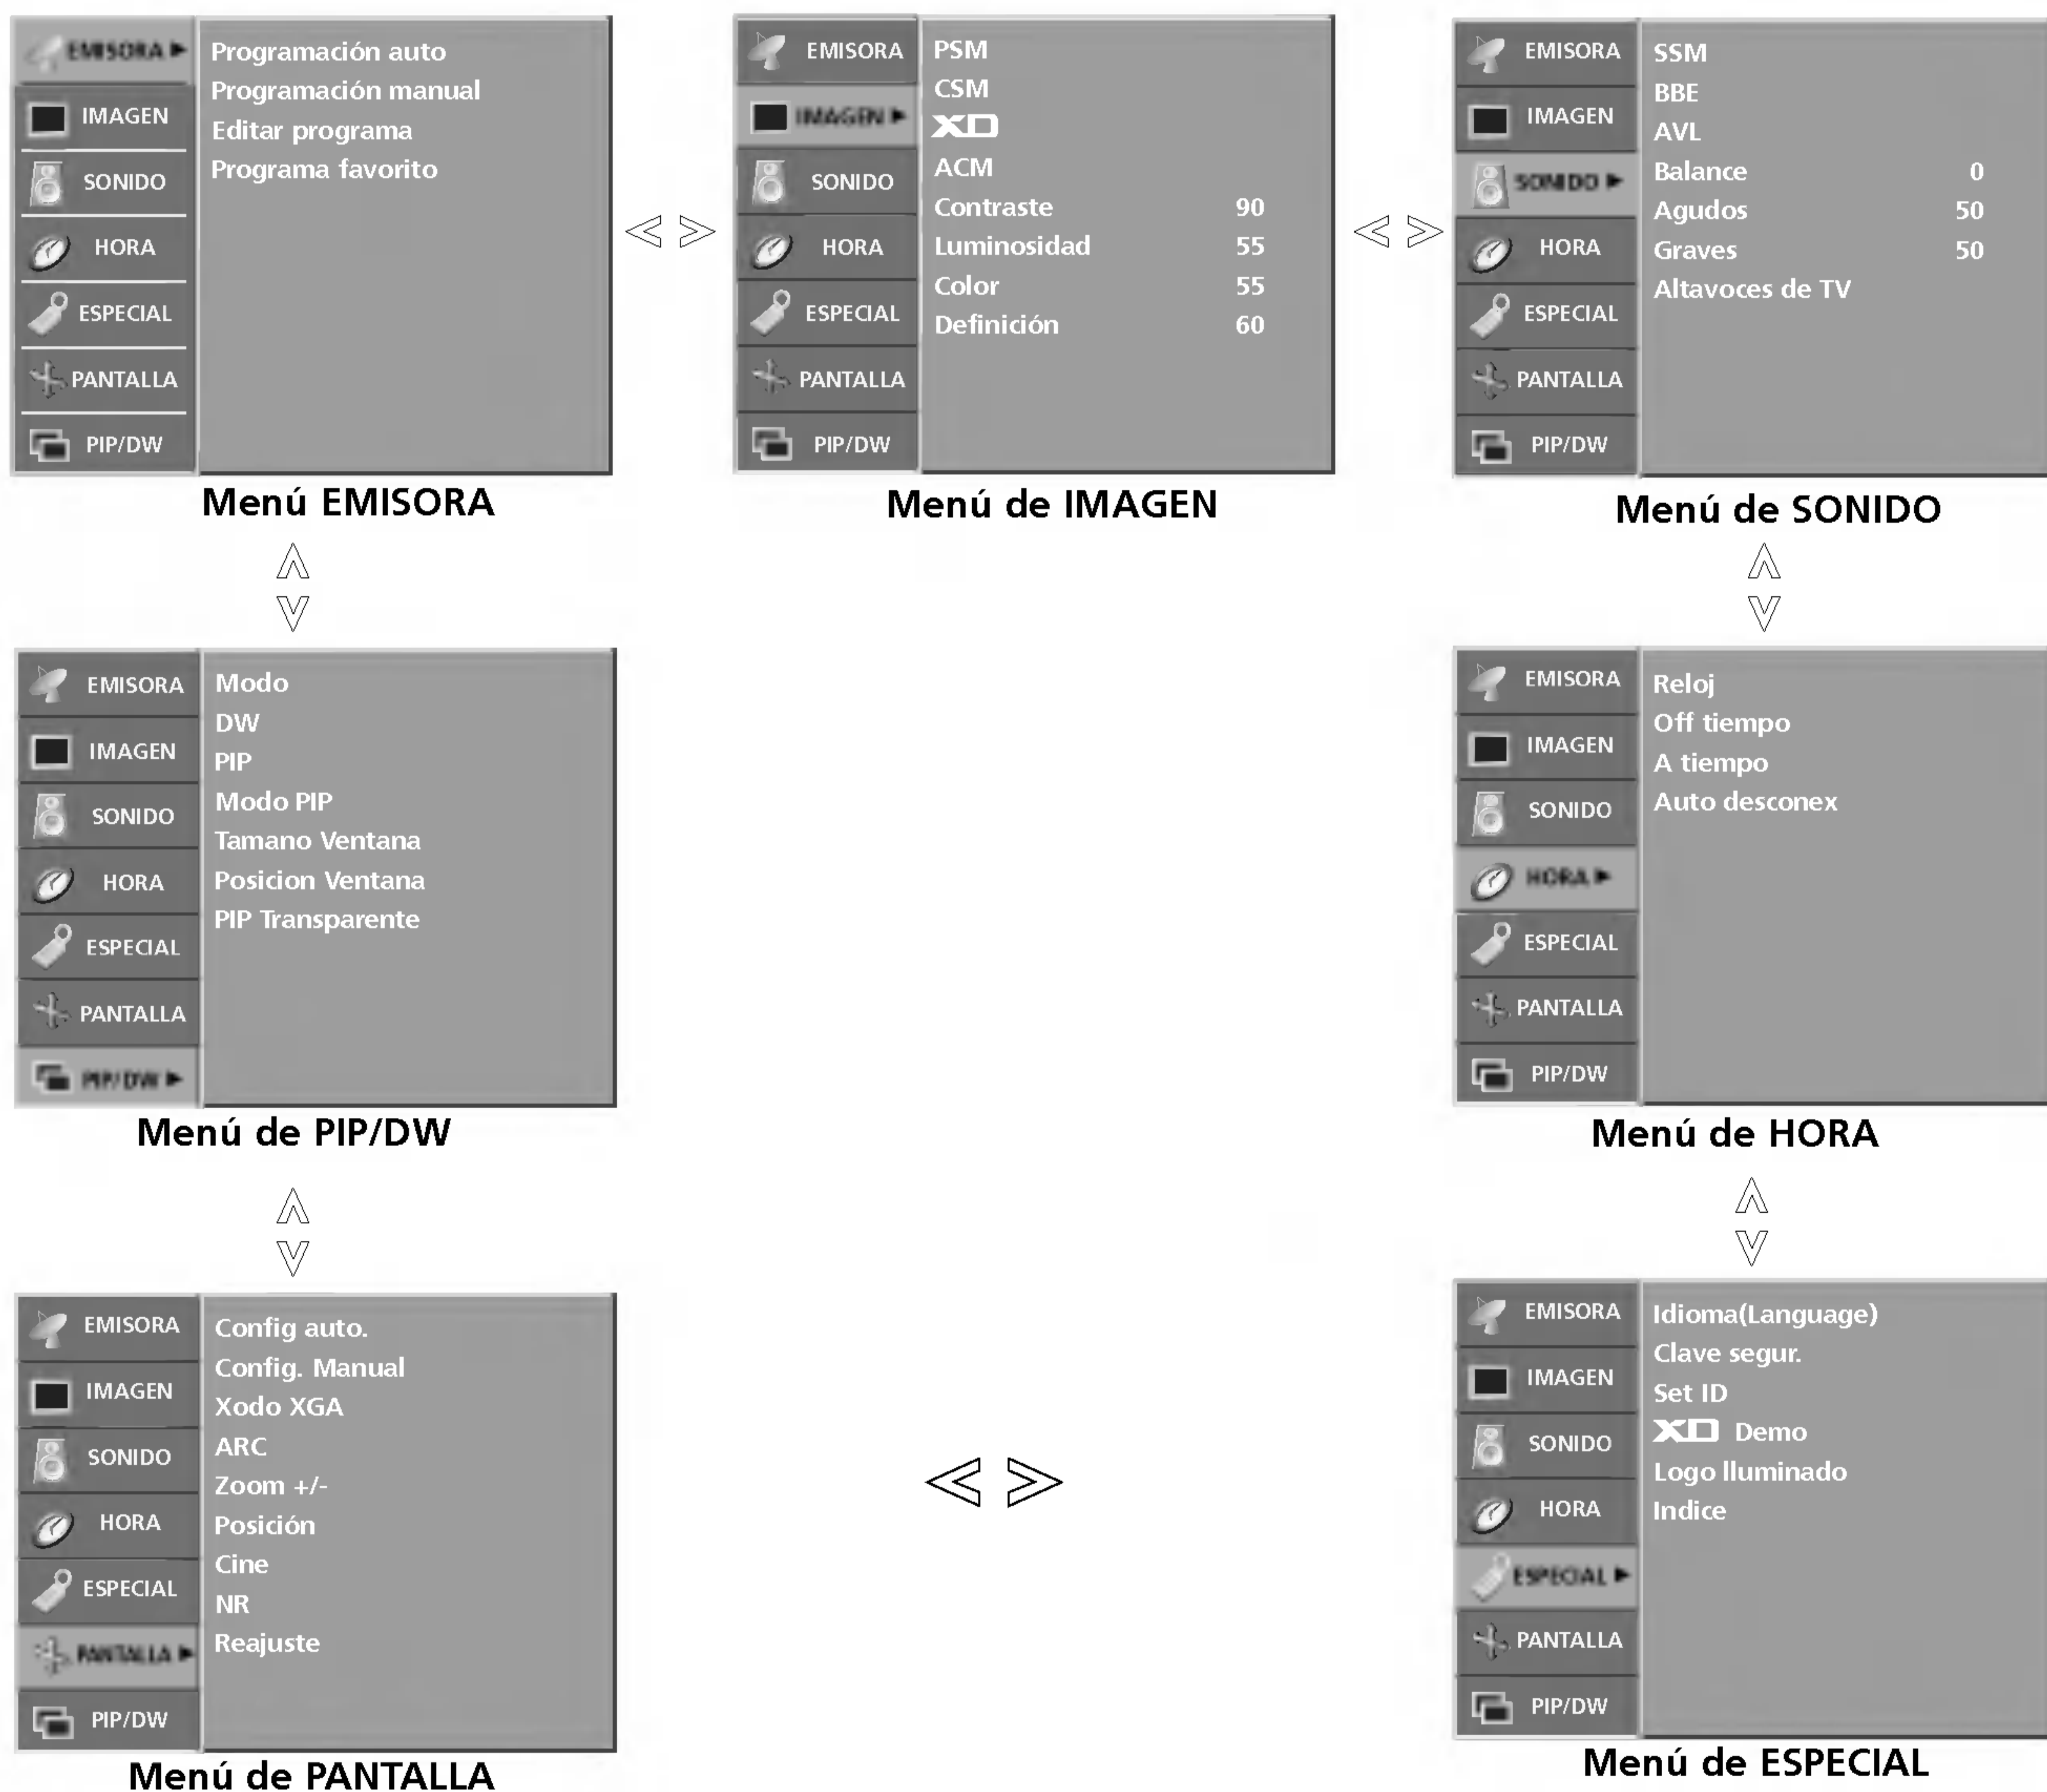 EMISORA
IMAGEN
SONIDO
HORA
ESPECIAL
PANTALLA
PIP/DW
Programación auto
Programación manual
Editar programa
Programa favorito
Menú EMISORA
EMISORA
IMAGEN
SONIDO
HORA
ESPECIAL
PANTALLA
PIP/DW
PSM
CSM
XD
ACM
Contraste 90
Luminosidad 55
Color 55
Definición 60
Menú de IMAGEN
EMISORA
IMAGEN
SONIDO
HORA
ESPECIAL
PANTALLA
PIP/DW
SSM
BBE
AVL
Balance 0
Agudos 50
Graves 50
Altavoces de TV
Menú de SONIDO
EMISORA
IMAGEN
SONIDO
HORA
ESPECIAL
PANTALLA
PIP/DW
Modo
DW
PIP
Modo PIP
Tamano Ventana
Posicion Ventana
PIP Transparente
Menú de PIP/DW
EMISORA
IMAGEN
SONIDO
HORA
ESPECIAL
PANTALLA
PIP/DW
Reloj
Off tiempo
A tiempo
Auto desconex
Menú de HORA
EMISORA
IMAGEN
SONIDO
HORA
ESPECIAL
PANTALLA
PIP/DW
Config auto.
Config. Manual
Xodo XGA
ARC
Zoom +/-
Posición
Cine
NR
Reajuste
Menú de PANTALLA
EMISORA
IMAGEN
SONIDO
HORA
ESPECIAL
PANTALLA
PIP/DW
Idioma(Language)
Clave segur.
Set ID
XD Demo
Logo lluminado
Indice
Menú de ESPECIAL